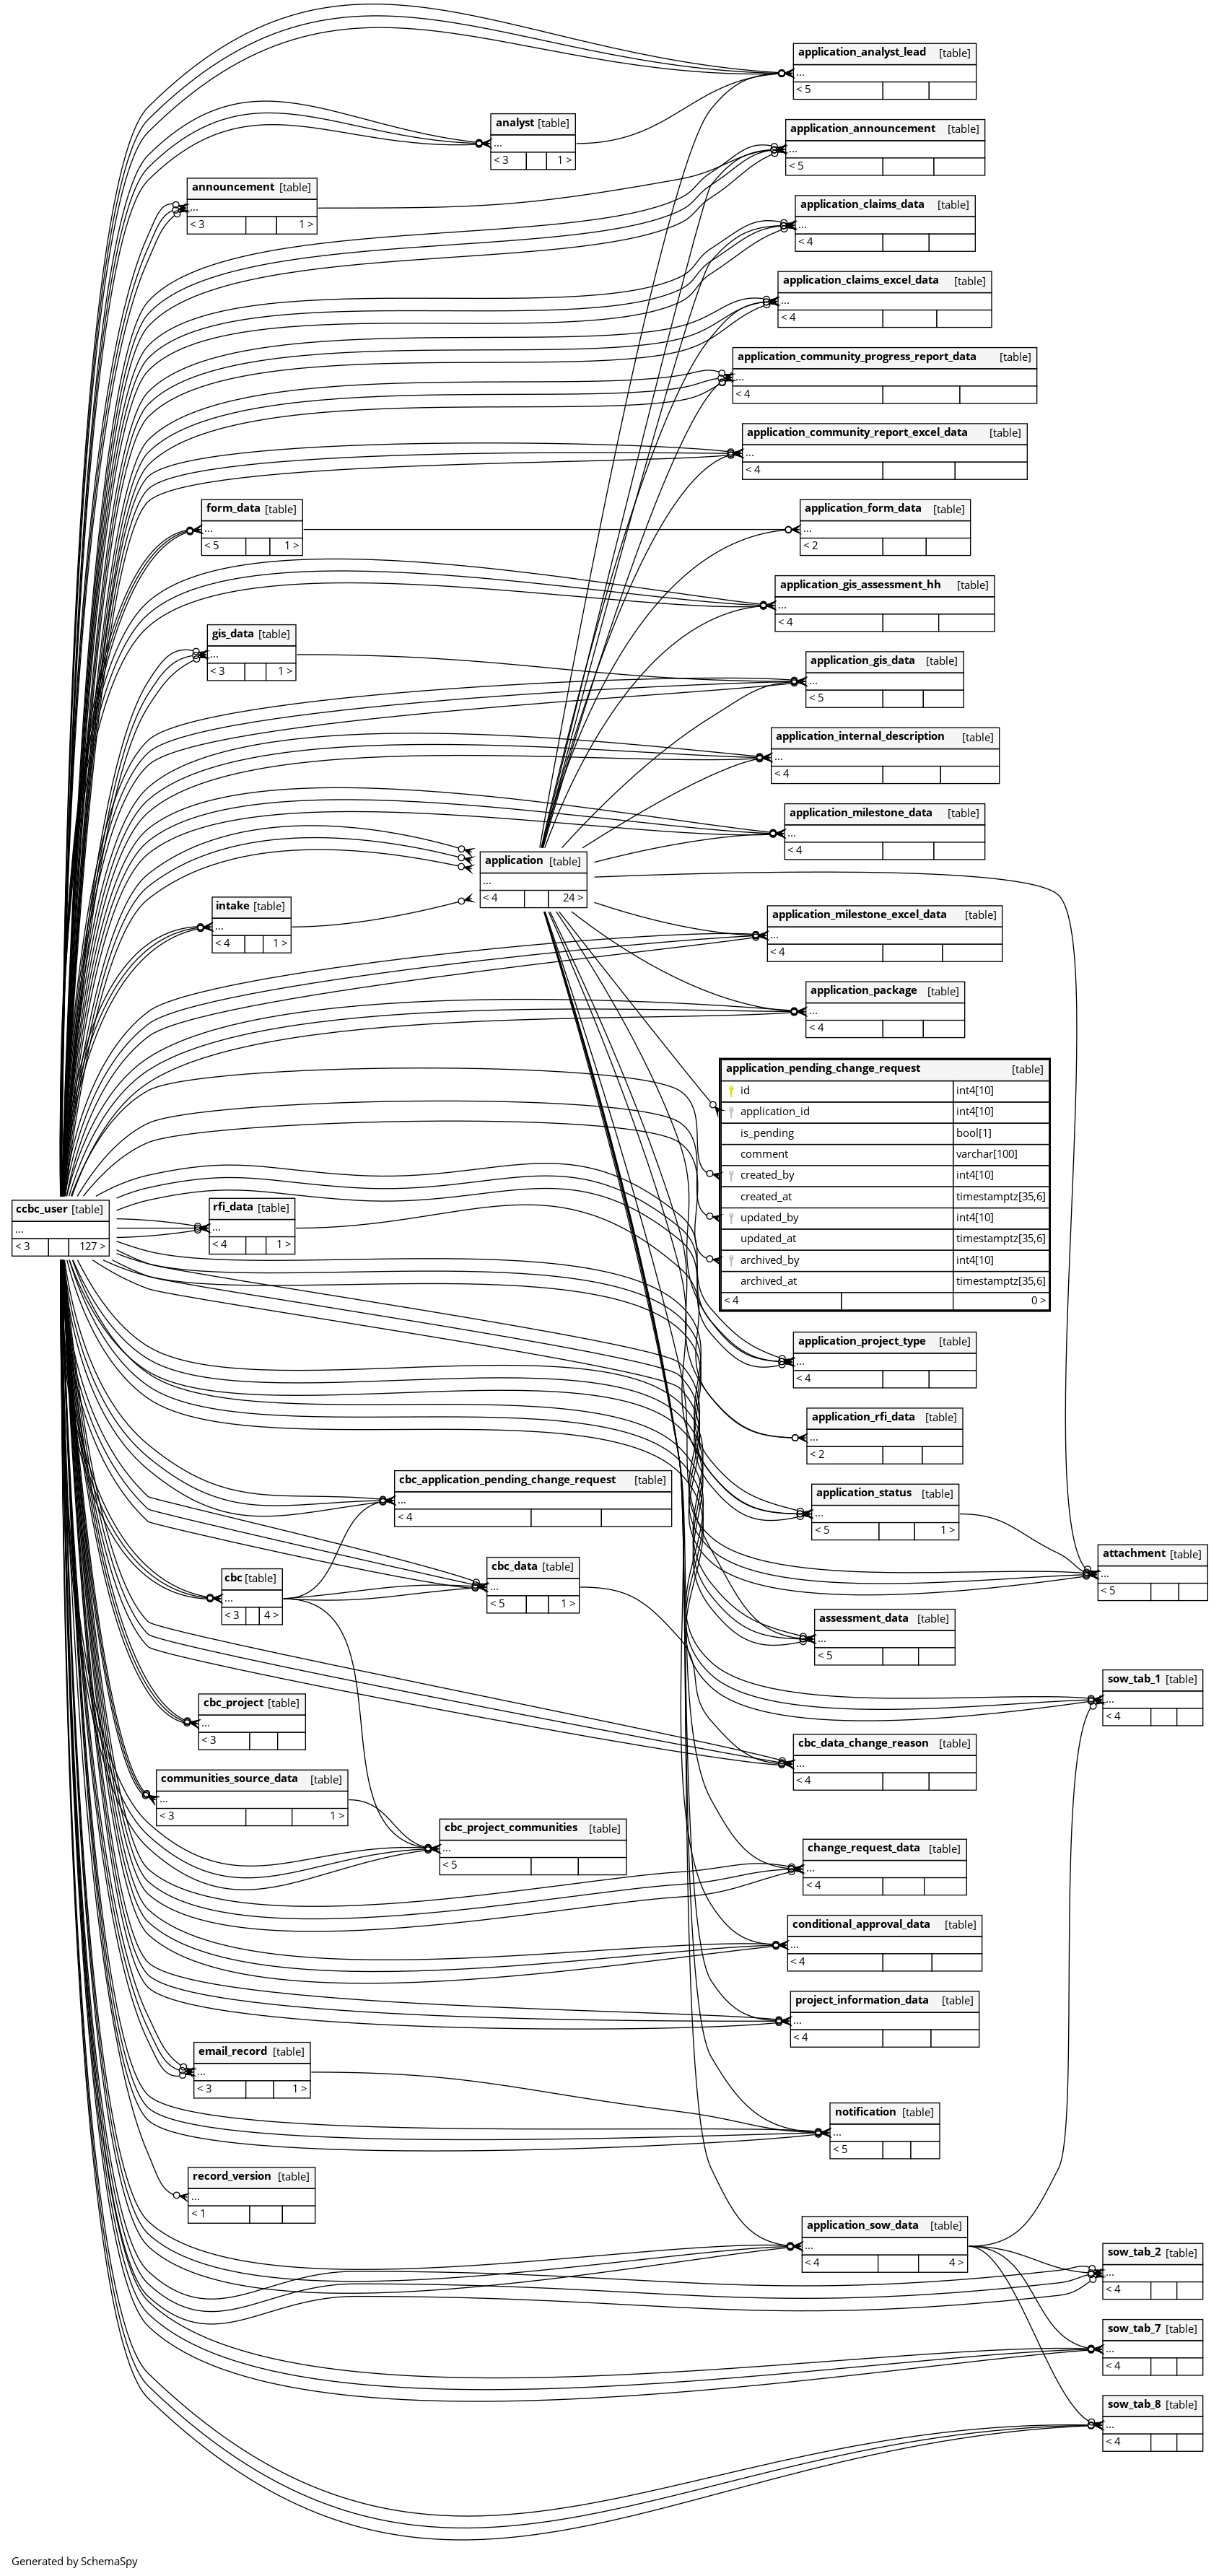 application_analyst_lead [table]
...
< 5
analyst [table]
...
< 3 1 >
application_announcement [table]
...
< 5
announcement [table]
...
< 3 1 >
application_claims_data [table]
...
< 4
application_claims_excel_data [table]
...
< 4
application_community_progress_report_data [table]
...
< 4
application_community_report_excel_data [table]
...
< 4
form_data [table]
...
< 5 1 >
application_form_data [table]
...
< 2
application_gis_assessment_hh [table]
...
< 4
gis_data [table]
...
< 3 1 >
application_gis_data [table]
...
< 5
application_internal_description [table]
...
< 4
application_milestone_data [table]
...
< 4
application [table]
...
< 4 24 >
intake [table]
...
< 4 1 >
application_milestone_excel_data [table]
...
< 4
application_package [table]
...
< 4
application_pending_change_request [table]
id int4[10]
application_id int4[10]
is_pending bool[1]
comment varchar[100]
created_by int4[10]
created_at timestamptz[35,6]
updated_by int4[10]
updated_at timestamptz[35,6]
archived_by int4[10]
archived_at timestamptz[35,6]
< 4 0 >
ccbc_user [table]
...
< 3 127 >
rfi_data [table]
...
< 4 1 >
application_project_type [table]
...
< 4
application_rfi_data [table]
...
< 2
cbc_application_pending_change_request [table]
...
< 4
application_status [table]
...
< 5 1 >
attachment [table]
...
< 5
cbc [table]
...
< 3 4 >
cbc_data [table]
...
< 5 1 >
assessment_data [table]
...
< 5
sow_tab_1 [table]
...
< 4
cbc_project [table]
...
< 3
cbc_data_change_reason [table]
...
< 4
communities_source_data [table]
...
< 3 1 >
cbc_project_communities [table]
...
< 5
change_request_data [table]
...
< 4
conditional_approval_data [table]
...
< 4
project_information_data [table]
...
< 4
email_record [table]
...
< 3 1 >
notification [table]
...
< 5
record_version [table]
...
< 1
application_sow_data [table]
...
< 4 4 >
sow_tab_2 [table]
...
< 4
sow_tab_7 [table]
...
< 4
sow_tab_8 [table]
...
< 4
Generated by SchemaSpy